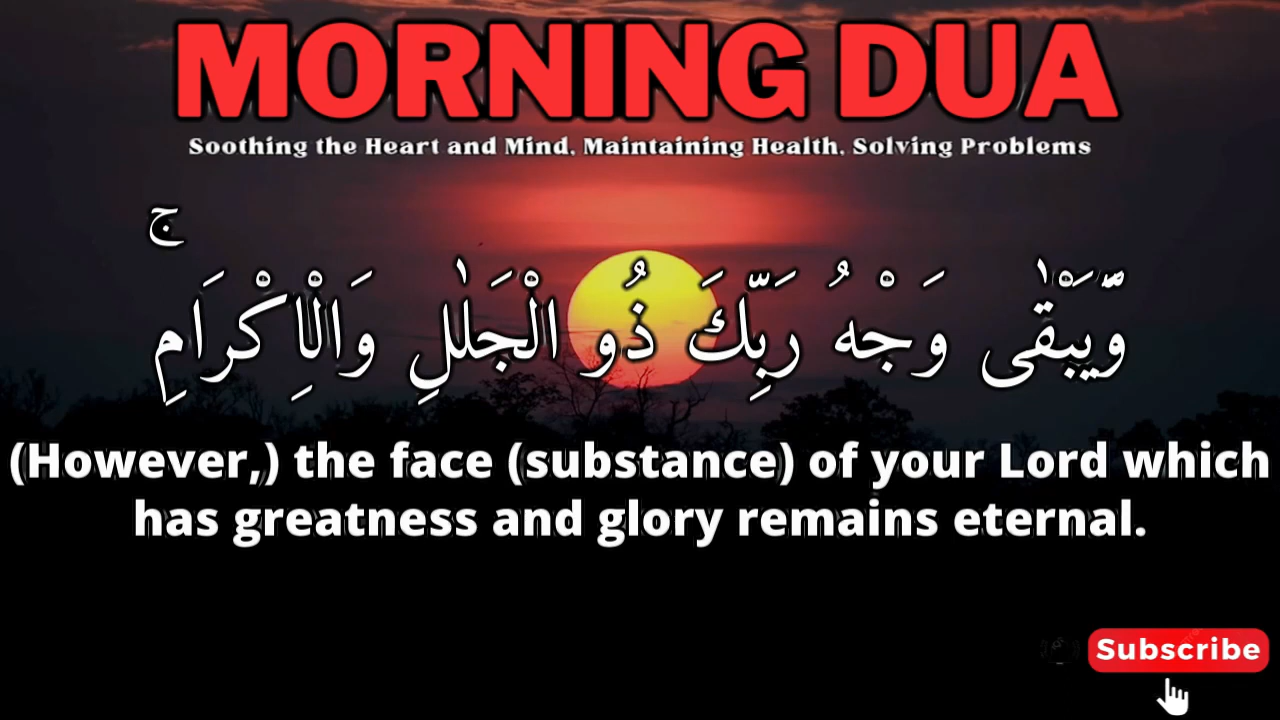 MORNING DUA
Soothing the Heart and Mind, Maintaining Health, Solving Problems
وَّيَبْقٰى وَجْهُ رَبِّكَ ذُو الْجَلٰلِ وَالْاِكْرَامِۚ
(However,) the face (substance) of your Lord which
has greatness and glory remains eternal.
Subscribe